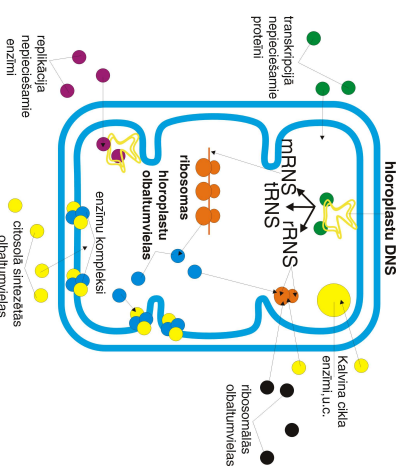 hloroplastu DNS
Kalvina cikla
enzīmi,u.c.
transkripcijā
nepieciešamie
proteīni
mRNS
rRNS
tRNS
ribosomālās
olbaltumvielas
ribosomas
hloroplastu
olbaltumvielas
enzīmu kompleksi
replikācija
nepieciešamie
enzīmi
citosolā sintezētās
olbaltumvielas